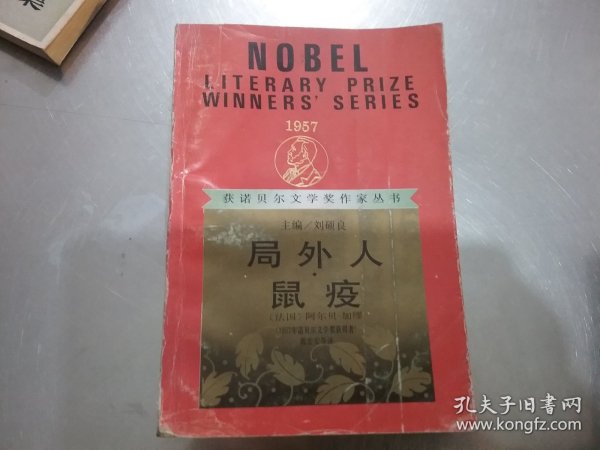 NOBEL
LITERARY PRIZE
WINNERS' SERIES
1957
获诺贝尔文学奖作家丛书
主编／刘硕良
局外人
·
鼠疫
〔法国〕阿尔贝·加缪
孔夫子旧书网
www.kongfz.com